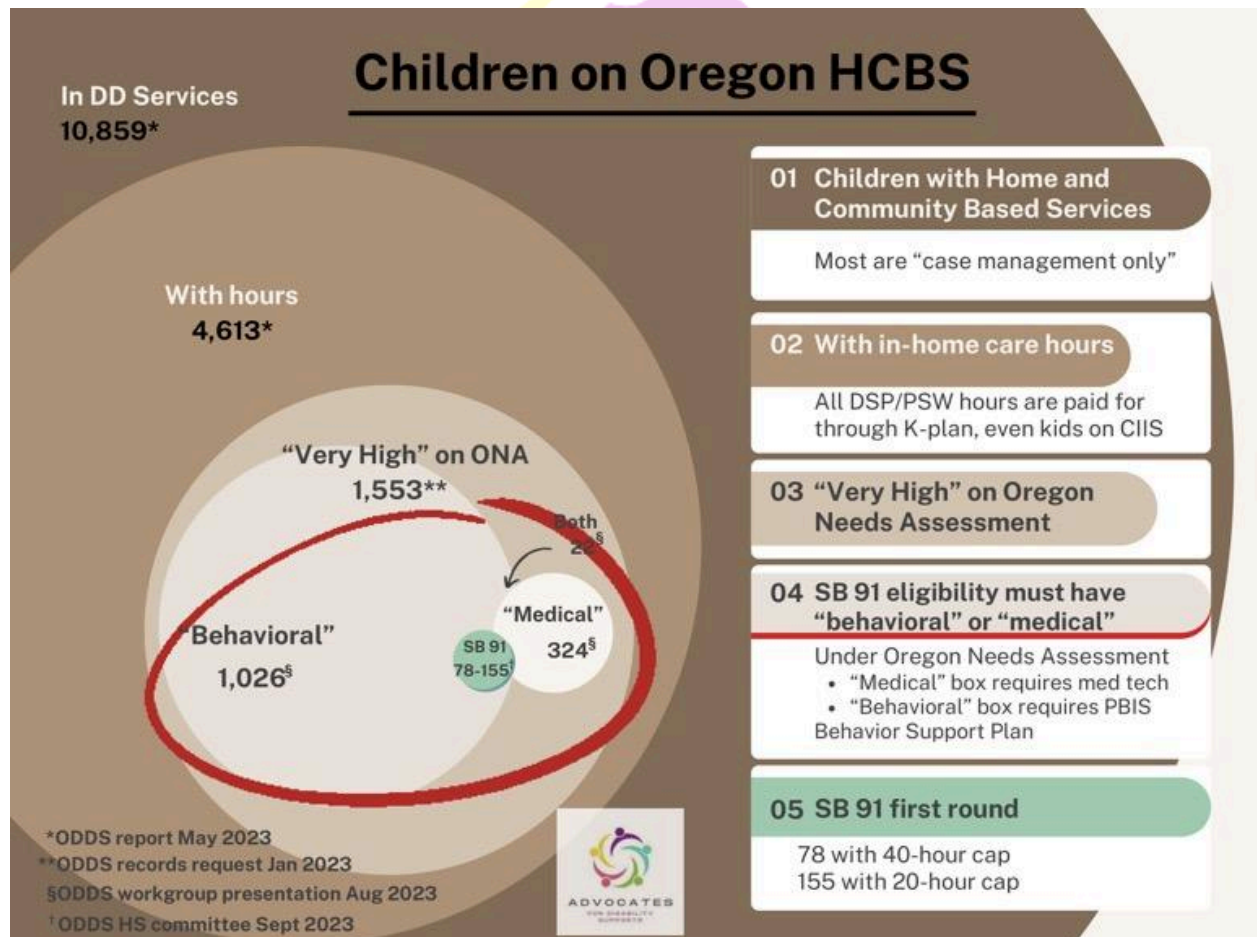 Children on Oregon HCBS
In DD Services
10,859*
With hours
4,613*
“Very High” on ONA
1,553**
Both
22§
“Behavioral”
1,026§
“Medical”
324§
SB 91
78-155†
01 Children with Home and
Community Based Services
Most are “case management only”
02 With in-home care hours
All DSP/PSW hours are paid for
through K-plan, even kids on CIIS
03 “Very High” on Oregon
Needs Assessment
04 SB 91 eligibility must have
“behavioral” or “medical”
Under Oregon Needs Assessment
• “Medical” box requires med tech
• “Behavioral” box requires PBIS
Behavior Support Plan
05 SB 91 first round
78 with 40-hour cap
155 with 20-hour cap
*ODDS report May 2023
**ODDS records request Jan 2023
§ODDS workgroup presentation Aug 2023
†ODDS HS committee Sept 2023
ADVOCATES
FOR DISABILITY
SUPPORTS